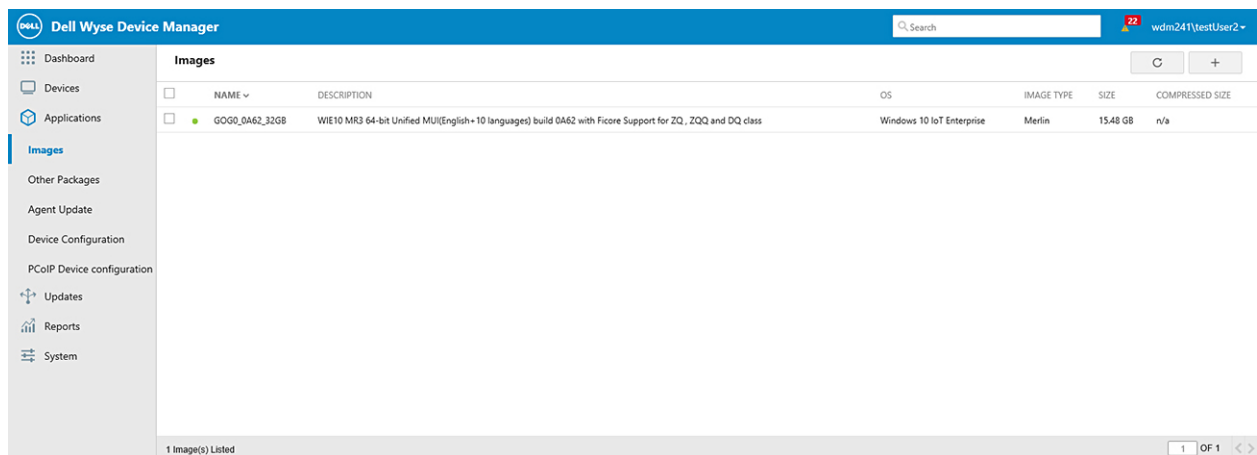 DELL Dell Wyse Device Manager Search 22 wdm241\testUser2
Dashboard
Devices
Applications
Images
Other Packages
Agent Update
Device Configuration
PCoIP Device configuration
Updates
Reports
System
Images
NAME DESCRIPTION OS IMAGE TYPE SIZE COMPRESSED SIZE
GOG0_0A62_32GB WIE10 MR3 64-bit Unified MUI(English+10 languages) build 0A62 with Ficore Support for ZQ , ZQQ and DQ class Windows 10 IoT Enterprise Merlin 15.48 GB n/a
1 Image(s) Listed 1 OF 1